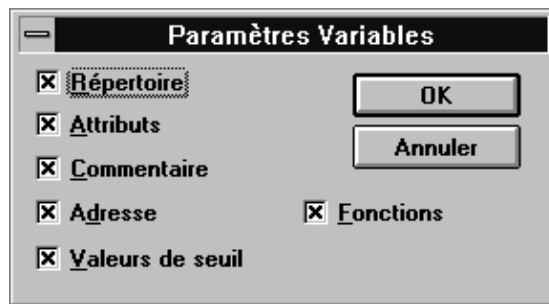 Paramètres Variables
Répertoire
OK
Attributs
Annuler
Commentaire
Adresse
Fonctions
Valeurs de seuil